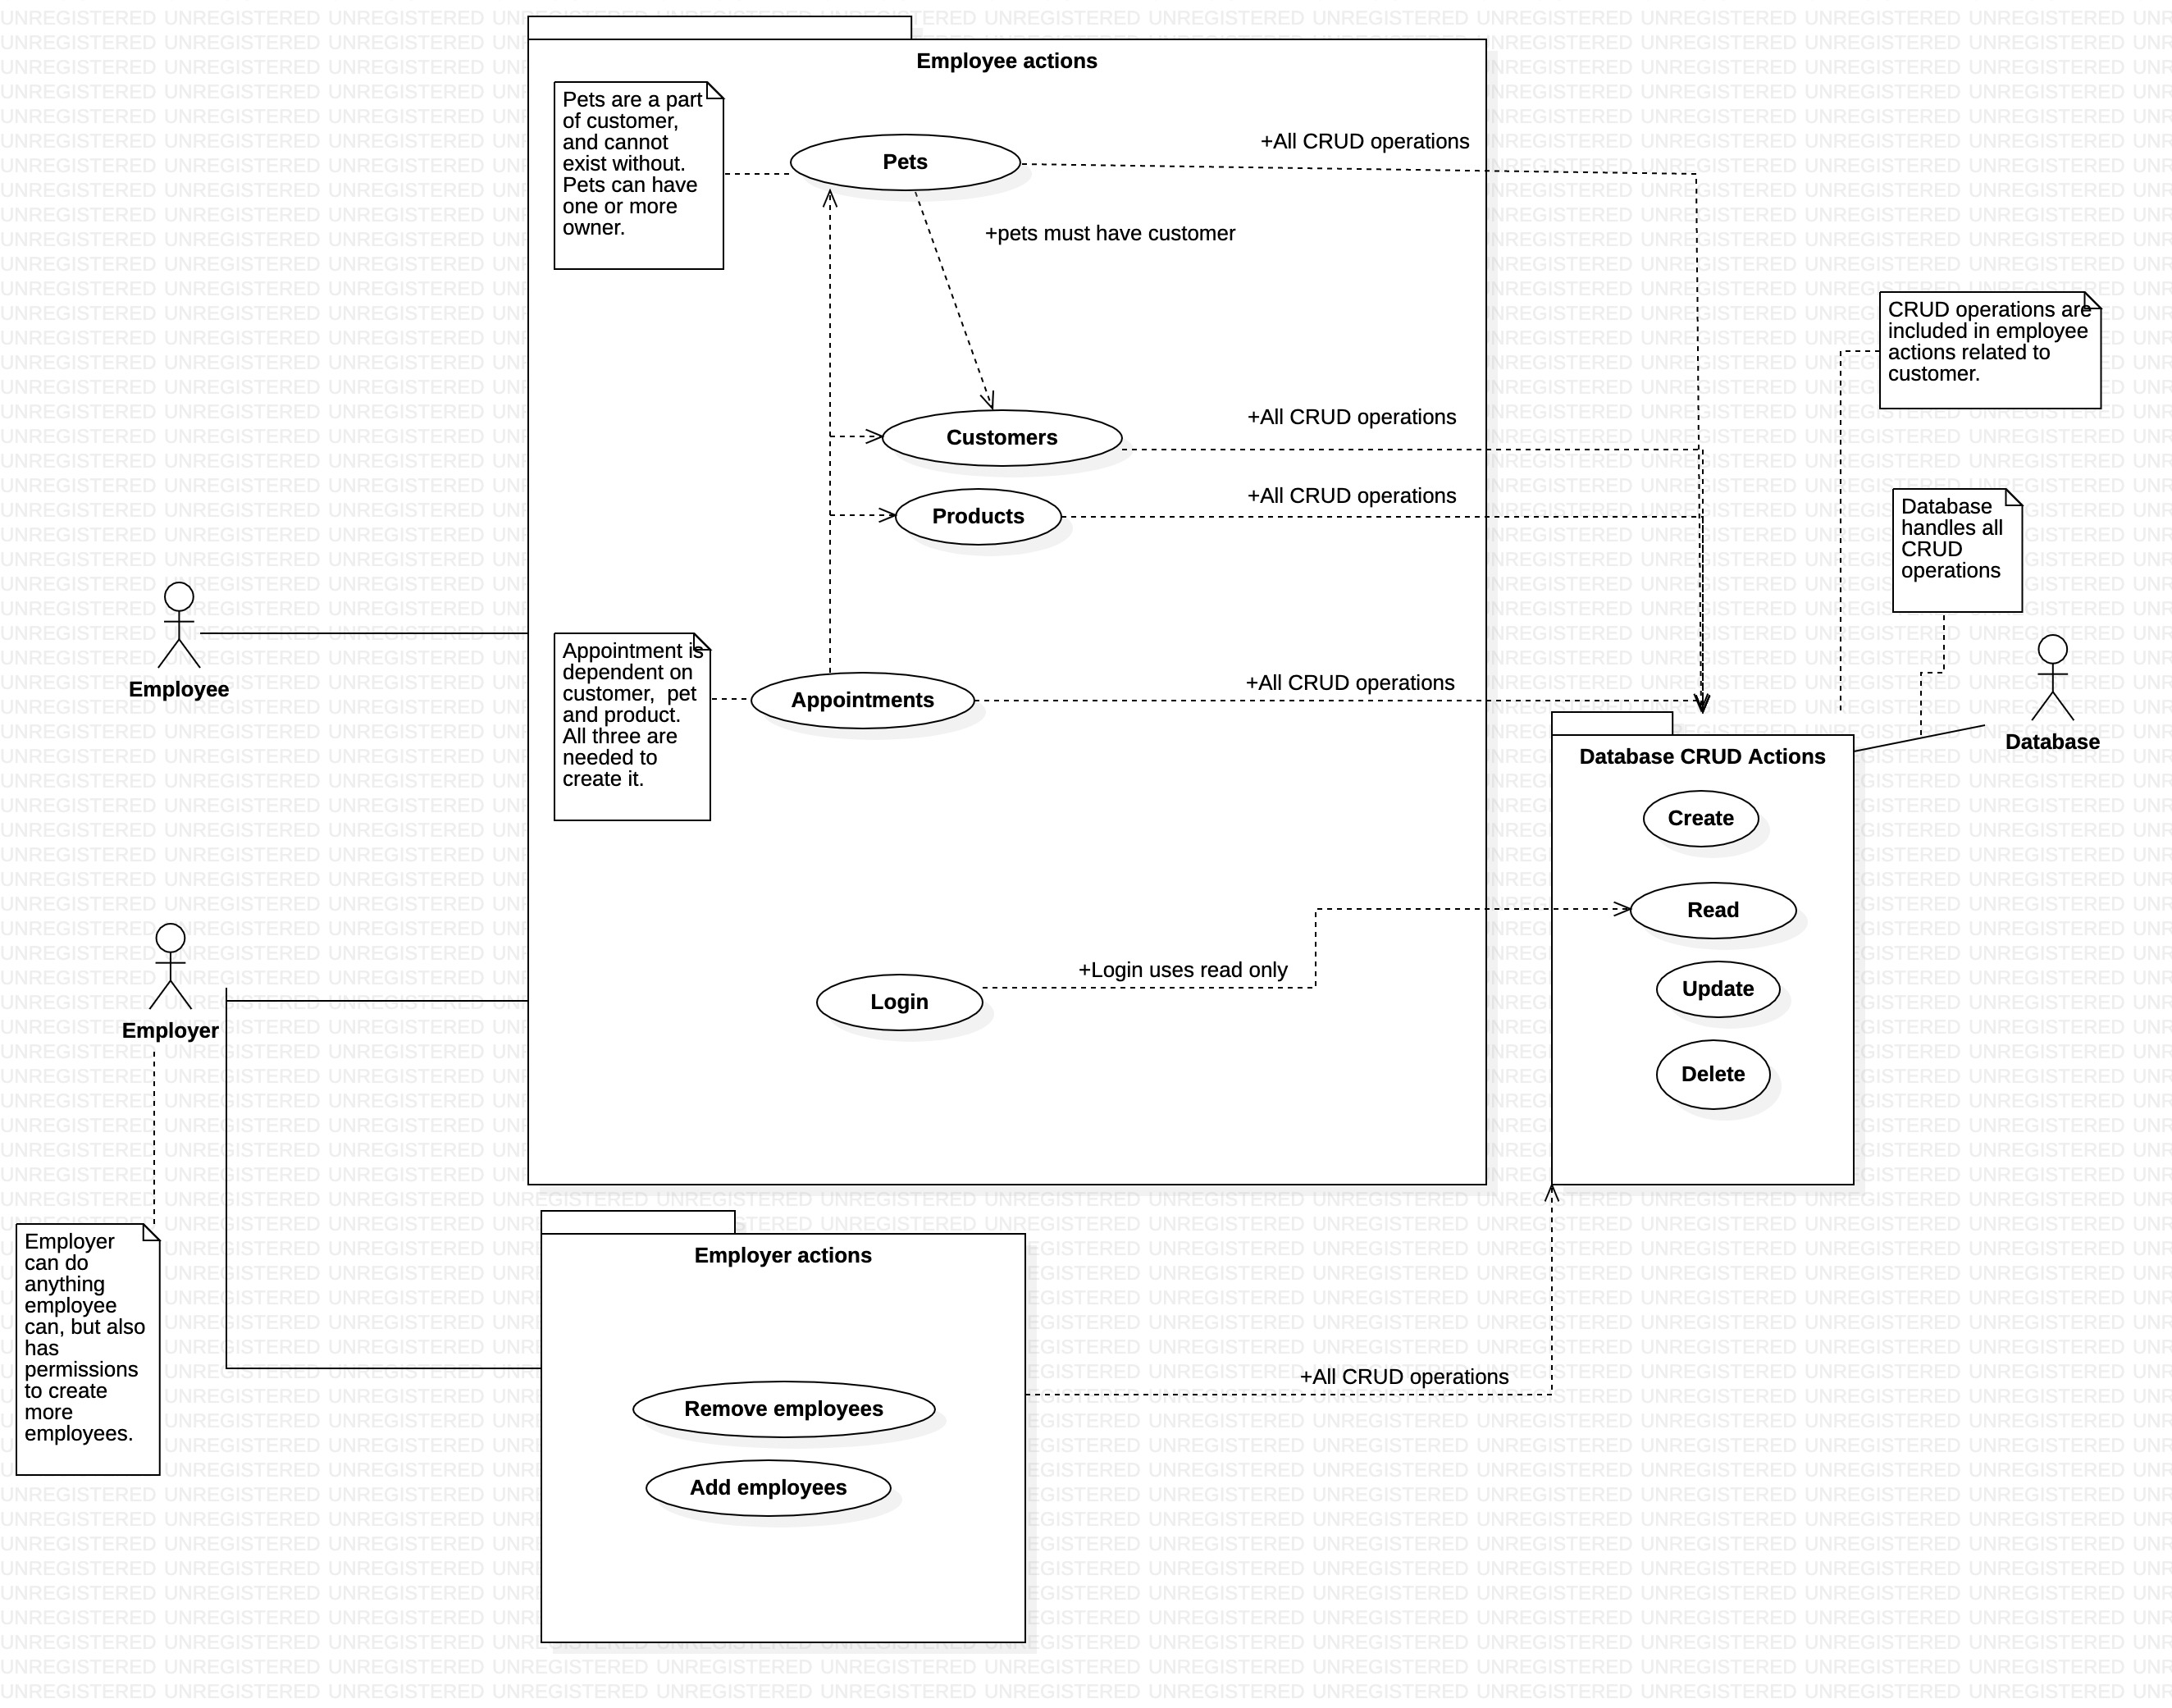 Employee actions
Pets are a part
of customer,
and cannot
exist without.
Pets can have
one or more
owner.
Pets
+All CRUD operations
+pets must have customer
CRUD operations are
included in employee
actions related to
customer.
Customers
+All CRUD operations
Products
+All CRUD operations
Database
handles all
CRUD
operations
Employee
Appointment is
dependent on
customer,  pet
and product.
All three are
needed to
create it.
Appointments
+All CRUD operations
Database
Database CRUD Actions
Create
Read
Update
Delete
+Login uses read only
Login
Employer
Employer
can do
anything
employee
can, but also
has
permissions
to create
more
employees.
Employer actions
+All CRUD operations
Remove employees
Add employees
UNREGISTERED